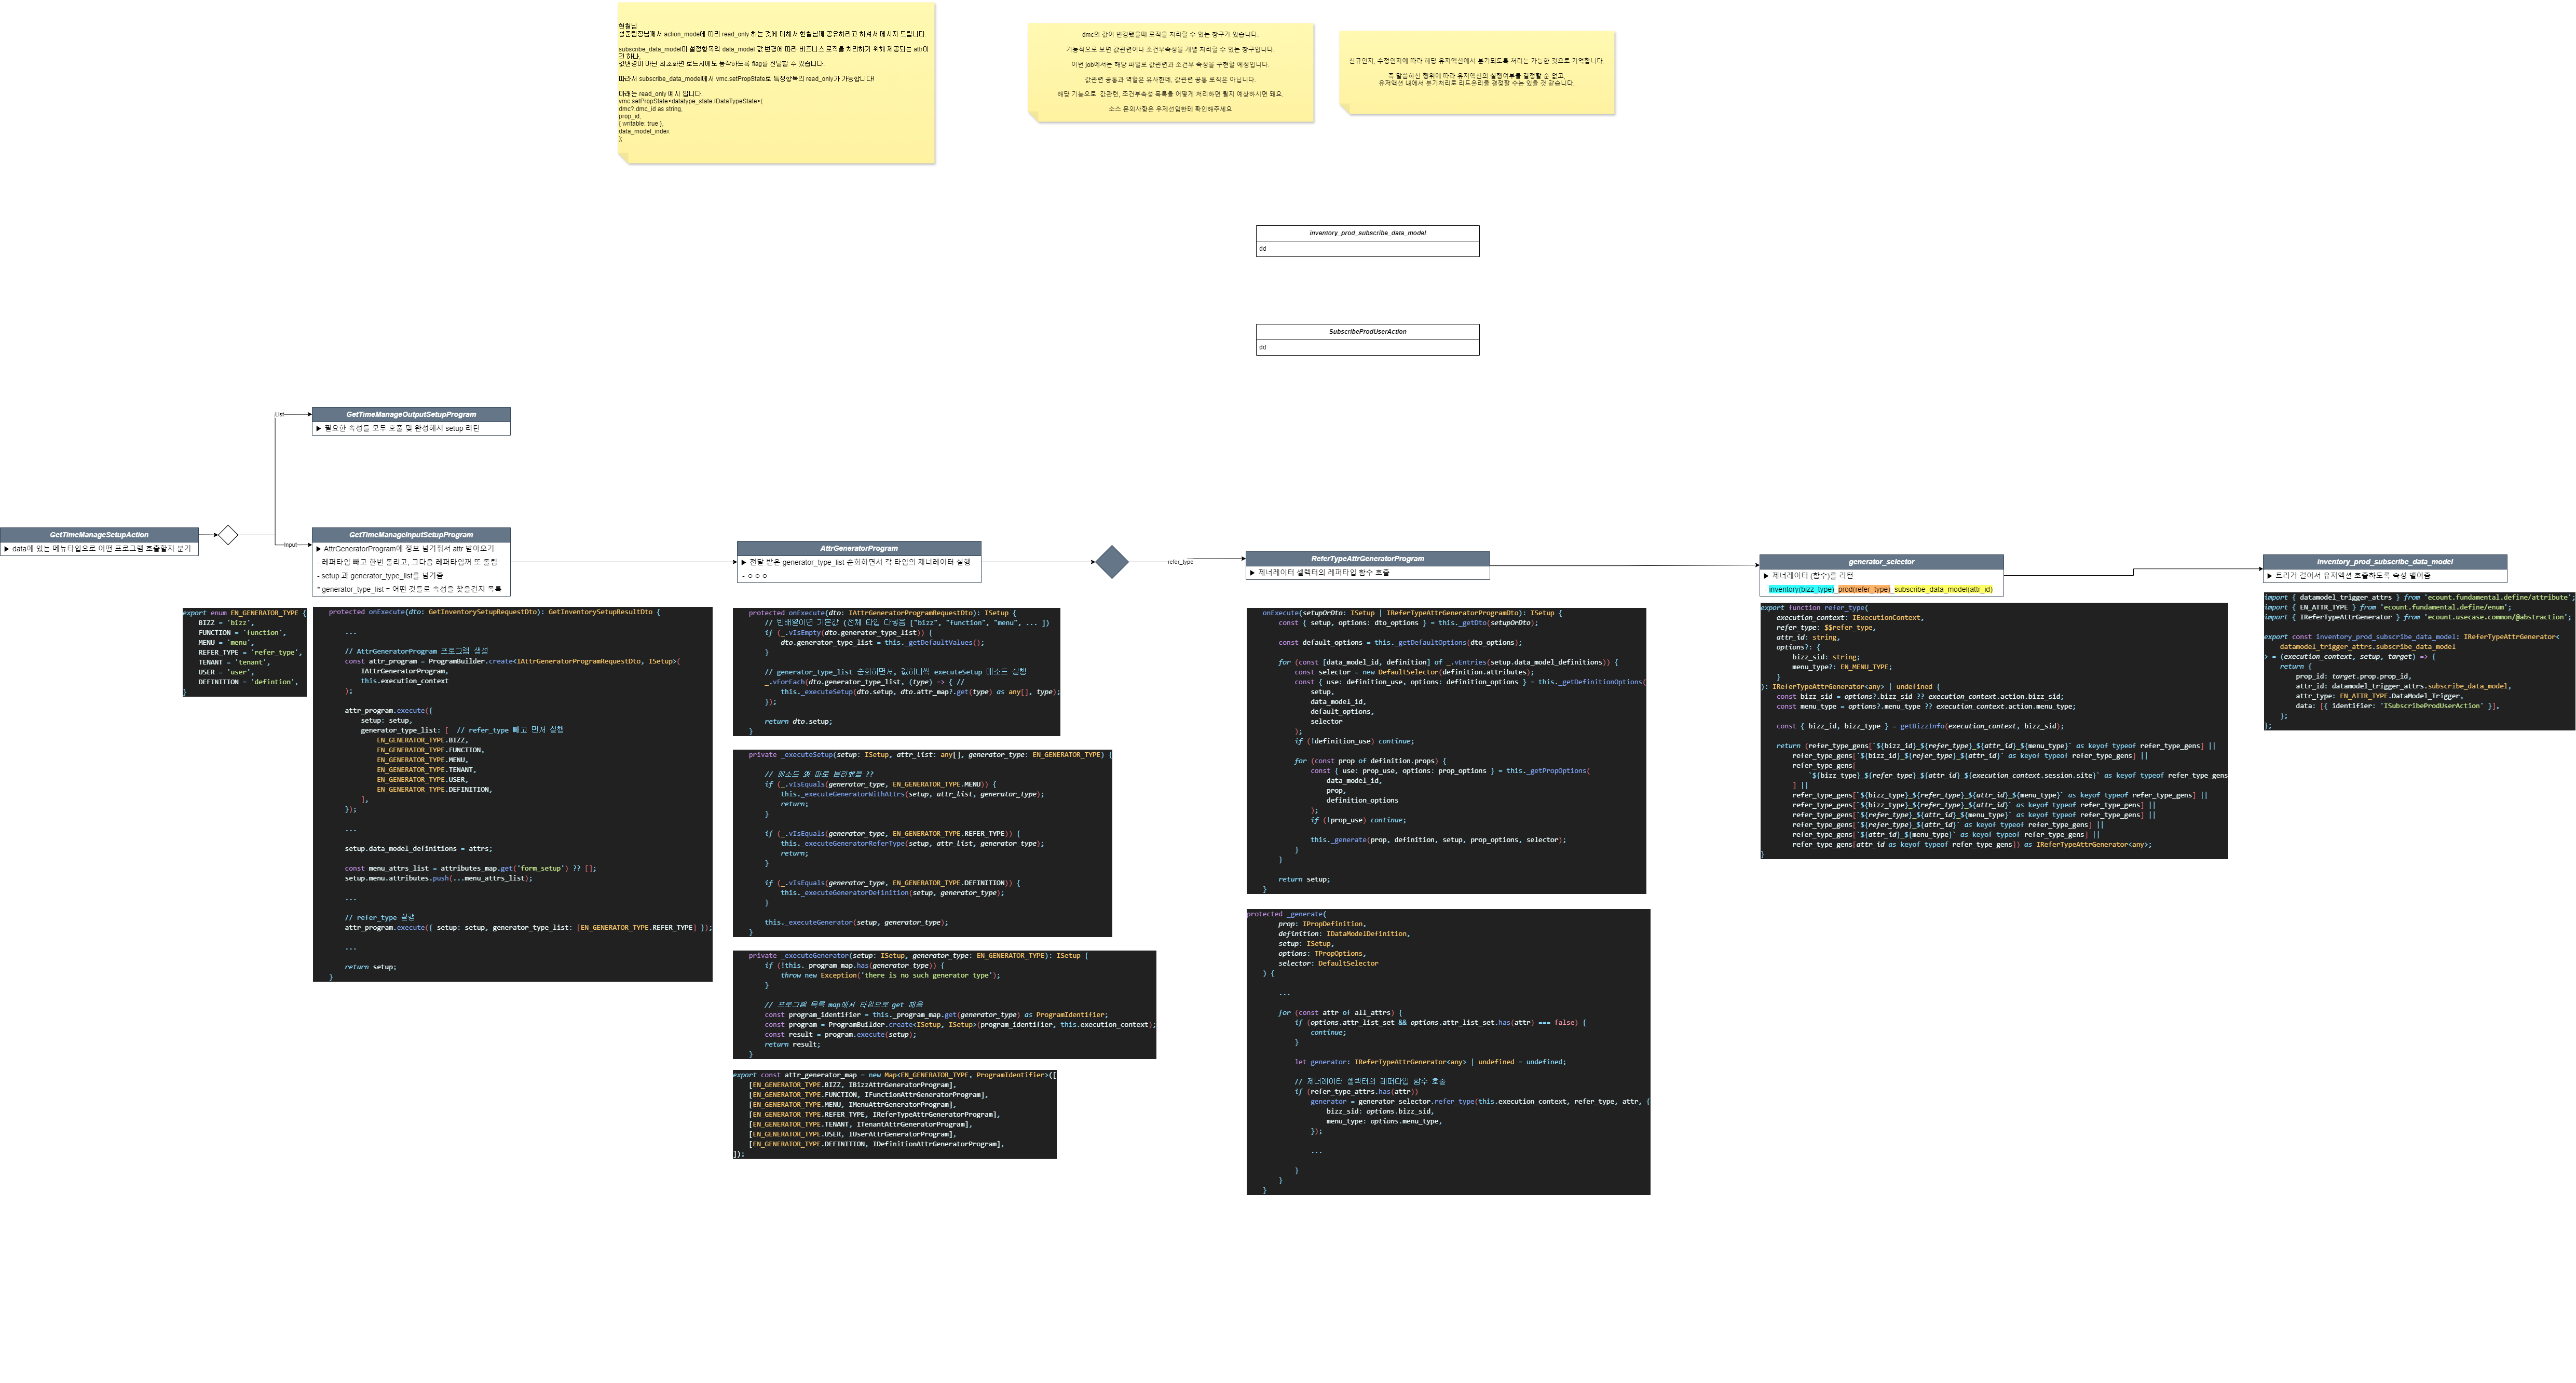 현철님
성준팀장님께서 action_mode에 따라 read_only 하는 것에 대해서 현철님께 공유하라고 하셔서 메시지 드립니다.
subscribe_data_model이 설정항목의 data_model 값 변경에 따라 비즈니스 로직을 처리하기 위해 제공되는 attr이
긴 하나,
값변경이 아닌 최초화면 로드시에도 동작하도록 flag를 전달할 수 있습니다.
따라서 subscribe_data_model에서 vmc.setPropState로 특정항목의 read_only가 가능합니다!
아래는 read_only 예시 입니다.
vmc.setPropState<datatype_state.IDataTypeState>(
dmc?.dmc_id as string,
prop_id,
{ writable: true },
data_model_index
);
dmc의 값이 변경됐을때 로직을 처리할 수 있는 창구가 있습니다.
기능적으로 보면 값관련이나 조건부속성을 개별 처리할 수 있는 창구입니다.
이번 job에서는 해당 파일로 값관련과 조건부 속성을 구현할 예정입니다.
값관련 공통과 역할은 유사한데, 값관련 공통 로직은 아닙니다.
해당 기능으로 값관련, 조건부속성 목록을 어떻게 처리하면 될지 예상하시면 돼요.
소스 문의사항은 우제선임한테 확인해주세요
신규인지, 수정인지에 따라 해당 유저액션에서 분기되도록 처리는 가능한 것으로 기억합니다.
즉 말씀하신 행위에 따라 유저액션의 실행여부를 결정할 순 없고,
유저액션 내에서 분기처리로 리드온리를 결정할 수는 있을 것 같습니다.
inventory_prod_subscribe_data_model
dd
SubscribeProdUserAction
dd
List
GetTimeManageOutputSetupProgram
▶ 필요한 속성을 모두 호출 및 완성해서 setup 리턴
GetTimeManageSetupAction
▶ data에 있는 메뉴타입으로 어떤 프로그램 호출할지 분기
Input
GetTimeManageInputSetupProgram
▶ AttrGeneratorProgram에 정보 넘겨줘서 attr 받아오기
- 레퍼타입 빼고 한번 돌리고, 그다음 레퍼타입꺼 또 돌림
- setup 과 generator_type_list를 넘겨줌
* generator_type_list = 어떤 것들로 속성을 찾을건지 목록
AttrGeneratorProgram
▶ 전달 받은 generator_type_list 순회하면서 각 타입의 제너레이터 실행
- ㅇㅇㅇ
refer_type
ReferTypeAttrGeneratorProgram
▶ 제너레이터 셀렉터의 레퍼타입 함수 호출
generator_selector
▶ 제너레이터 (함수)를 리턴
- inventory(bizz_type)_prod(refer_type)_subscribe_data_model(attr_id)
inventory_prod_subscribe_data_model
▶ 트리거 걸어서 유저액션 호출하도록 속성 뱉어줌
export enum EN_GENERATOR_TYPE {
BIZZ = 'bizz',
FUNCTION = 'function',
MENU = 'menu',
REFER_TYPE = 'refer_type',
TENANT = 'tenant',
USER = 'user',
DEFINITION = 'defintion',
}
protected onExecute(dto: GetInventorySetupRequestDto): GetInventorySetupResultDto {
...
// AttrGeneratorProgram 프로그램 생성
const attr_program = ProgramBuilder.create<IAttrGeneratorProgramRequestDto, ISetup>(
IAttrGeneratorProgram,
this.execution_context
);
attr_program.execute({
setup: setup,
generator_type_list: [  // refer_type 빼고 먼저 실행
EN_GENERATOR_TYPE.BIZZ,
EN_GENERATOR_TYPE.FUNCTION,
EN_GENERATOR_TYPE.MENU,
EN_GENERATOR_TYPE.TENANT,
EN_GENERATOR_TYPE.USER,
EN_GENERATOR_TYPE.DEFINITION,
],
});
...
setup.data_model_definitions = attrs;
const menu_attrs_list = attributes_map.get('form_setup') ?? [];
setup.menu.attributes.push(...menu_attrs_list);
...
// refer_type 실행
attr_program.execute({ setup: setup, generator_type_list: [EN_GENERATOR_TYPE.REFER_TYPE] });
...
return setup;
}
protected onExecute(dto: IAttrGeneratorProgramRequestDto): ISetup {
// 빈배열이면 기본값 (전체 타입 다넣음 ["bizz", "function", "menu", ... ])
if (_.vIsEmpty(dto.generator_type_list)) {
dto.generator_type_list = this._getDefaultValues();
}
// generator_type_list 순회하면서, 값하나씩 executeSetup 메소드 실행
_.vForEach(dto.generator_type_list, (type) => { //
this._executeSetup(dto.setup, dto.attr_map?.get(type) as any[], type);
});
return dto.setup;
}
private _executeSetup(setup: ISetup, attr_list: any[], generator_type: EN_GENERATOR_TYPE) {
// 메소드 왜 따로 분리했음 ??
if (_.vIsEquals(generator_type, EN_GENERATOR_TYPE.MENU)) {
this._executeGeneratorWithAttrs(setup, attr_list, generator_type);
return;
}
if (_.vIsEquals(generator_type, EN_GENERATOR_TYPE.REFER_TYPE)) {
this._executeGeneratorReferType(setup, attr_list, generator_type);
return;
}
if (_.vIsEquals(generator_type, EN_GENERATOR_TYPE.DEFINITION)) {
this._executeGeneratorDefinition(setup, generator_type);
}
this._executeGenerator(setup, generator_type);
}
private _executeGenerator(setup: ISetup, generator_type: EN_GENERATOR_TYPE): ISetup {
if (!this._program_map.has(generator_type)) {
throw new Exception('there is no such generator type');
}
// 프로그램 목록 map에서 타입으로 get 해옴
const program_identifier = this._program_map.get(generator_type) as ProgramIdentifier;
const program = ProgramBuilder.create<ISetup, ISetup>(program_identifier, this.execution_context);
const result = program.execute(setup);
return result;
}
export const attr_generator_map = new Map<EN_GENERATOR_TYPE, ProgramIdentifier>([
[EN_GENERATOR_TYPE.BIZZ, IBizzAttrGeneratorProgram],
[EN_GENERATOR_TYPE.FUNCTION, IFunctionAttrGeneratorProgram],
[EN_GENERATOR_TYPE.MENU, IMenuAttrGeneratorProgram],
[EN_GENERATOR_TYPE.REFER_TYPE, IReferTypeAttrGeneratorProgram],
[EN_GENERATOR_TYPE.TENANT, ITenantAttrGeneratorProgram],
[EN_GENERATOR_TYPE.USER, IUserAttrGeneratorProgram],
[EN_GENERATOR_TYPE.DEFINITION, IDefinitionAttrGeneratorProgram],
]);
onExecute(setupOrDto: ISetup | IReferTypeAttrGeneratorProgramDto): ISetup {
const { setup, options: dto_options } = this._getDto(setupOrDto);
const default_options = this._getDefaultOptions(dto_options);
for (const [data_model_id, definition] of _.vEntries(setup.data_model_definitions)) {
const selector = new DefaultSelector(definition.attributes);
const { use: definition_use, options: definition_options } = this._getDefinitionOptions(
setup,
data_model_id,
default_options,
selector
);
if (!definition_use) continue;
for (const prop of definition.props) {
const { use: prop_use, options: prop_options } = this._getPropOptions(
data_model_id,
prop,
definition_options
);
if (!prop_use) continue;
this._generate(prop, definition, setup, prop_options, selector);
}
}
return setup;
}
protected _generate(
prop: IPropDefinition,
definition: IDataModelDefinition,
setup: ISetup,
options: TPropOptions,
selector: DefaultSelector
) {
...
for (const attr of all_attrs) {
if (options.attr_list_set && options.attr_list_set.has(attr) === false) {
continue;
}
let generator: IReferTypeAttrGenerator<any> | undefined = undefined;
// 제너레이터 셀렉터의 레퍼타입 함수 호출
if (refer_type_attrs.has(attr))
generator = generator_selector.refer_type(this.execution_context, refer_type, attr, {
bizz_sid: options.bizz_sid,
menu_type: options.menu_type,
});
...
}
}
}
export function refer_type(
execution_context: IExecutionContext,
refer_type: $$refer_type,
attr_id: string,
options?: {
bizz_sid: string;
menu_type?: EN_MENU_TYPE;
}
): IReferTypeAttrGenerator<any> | undefined {
const bizz_sid = options?.bizz_sid ?? execution_context.action.bizz_sid;
const menu_type = options?.menu_type ?? execution_context.action.menu_type;
const { bizz_id, bizz_type } = getBizzInfo(execution_context, bizz_sid);
return (refer_type_gens[`${bizz_id}_${refer_type}_${attr_id}_${menu_type}` as keyof typeof refer_type_gens] ||
refer_type_gens[`${bizz_id}_${refer_type}_${attr_id}` as keyof typeof refer_type_gens] ||
refer_type_gens[
`${bizz_type}_${refer_type}_${attr_id}_${execution_context.session.site}` as keyof typeof refer_type_gens
] ||
refer_type_gens[`${bizz_type}_${refer_type}_${attr_id}_${menu_type}` as keyof typeof refer_type_gens] ||
refer_type_gens[`${bizz_type}_${refer_type}_${attr_id}` as keyof typeof refer_type_gens] ||
refer_type_gens[`${refer_type}_${attr_id}_${menu_type}` as keyof typeof refer_type_gens] ||
refer_type_gens[`${refer_type}_${attr_id}` as keyof typeof refer_type_gens] ||
refer_type_gens[`${attr_id}_${menu_type}` as keyof typeof refer_type_gens] ||
refer_type_gens[attr_id as keyof typeof refer_type_gens]) as IReferTypeAttrGenerator<any>;
}
import { datamodel_trigger_attrs } from 'ecount.fundamental.define/attribute';
import { EN_ATTR_TYPE } from 'ecount.fundamental.define/enum';
import { IReferTypeAttrGenerator } from 'ecount.usecase.common/@abstraction';
export const inventory_prod_subscribe_data_model: IReferTypeAttrGenerator<
datamodel_trigger_attrs.subscribe_data_model
> = (execution_context, setup, target) => {
return {
prop_id: target.prop.prop_id,
attr_id: datamodel_trigger_attrs.subscribe_data_model,
attr_type: EN_ATTR_TYPE.DataModel_Trigger,
data: [{ identifier: 'ISubscribeProdUserAction' }],
};
};